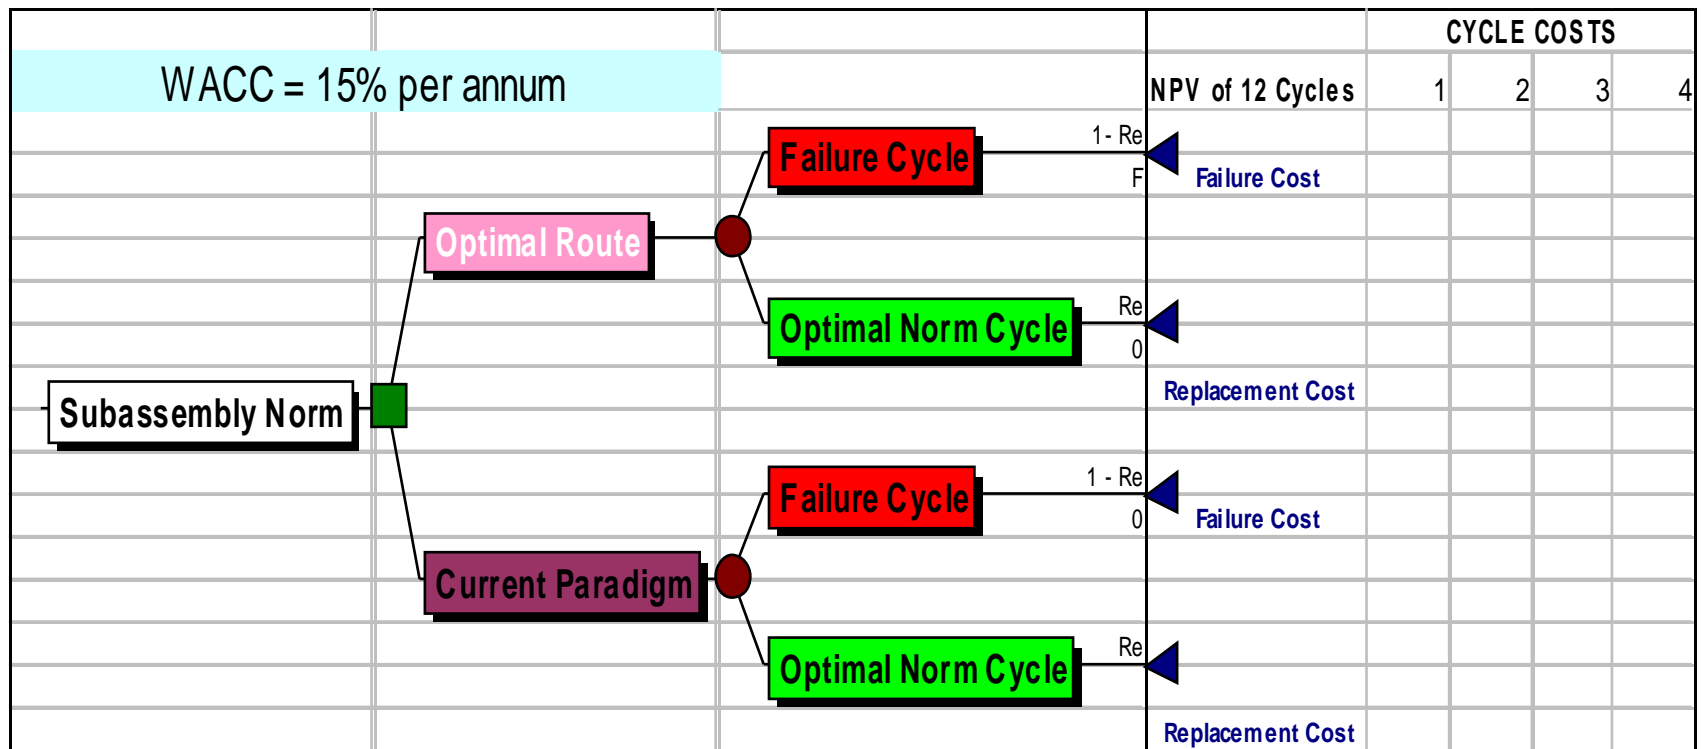 CYCLE COSTS
WACC = 15% per annum
NPV of 12 Cycles 1 2 3 4
1 - Re
Failure Cycle
F Failure Cost
Optimal Route
Re
Optimal Norm Cycle
0
Replacement Cost
Subassembly Norm
1 - Re
Failure Cycle
0 Failure Cost
Current Paradigm
Re
Optimal Norm Cycle
Replacement Cost